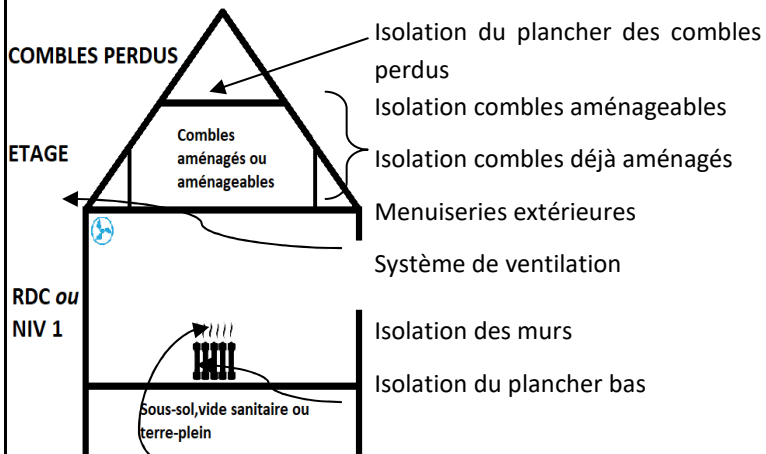 Isolation du plancher des combles
perdus
COMBLES PERDUS
Isolation combles aménageables
Combles
aménagés ou
aménageables
ETAGE
Isolation combles déjà aménagés
Menuiseries extérieures
Système de ventilation
RDC ou
NIV 1
Isolation des murs
Isolation du plancher bas
Sous-sol,vide sanitaire ou
terre-plein